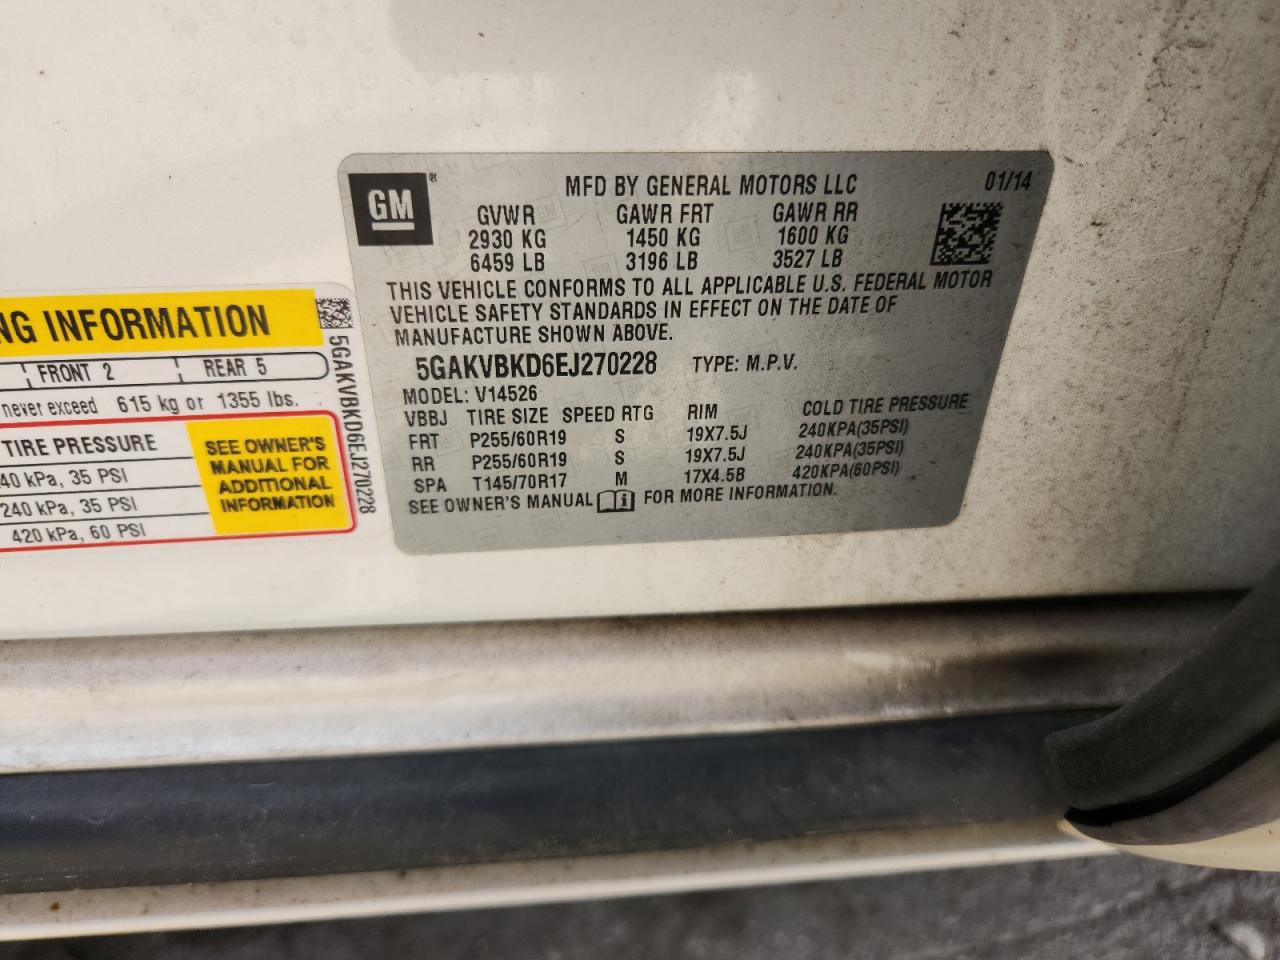 GM ®
MFD BY GENERAL MOTORS LLC 01/14
GVWR GAWR FRT GAWR RR
2930 KG 1450 KG 1600 KG
6459 LB 3196 LB 3527 LB
THIS VEHICLE CONFORMS TO ALL APPLICABLE U.S. FEDERAL MOTOR
VEHICLE SAFETY STANDARDS IN EFFECT ON THE DATE OF
MANUFACTURE SHOWN ABOVE.
5GAKVBKD6EJ270228 TYPE: M.P.V.
MODEL: V14526
VBBJ TIRE SIZE SPEED RTG RIM COLD TIRE PRESSURE
FRT P255/60R19 S 19X7.5J 240KPA(35PSI)
RR P255/60R19 S 19X7.5J 240KPA(35PSI)
SPA T145/70R17 M 17X4.5B 420KPA(60PSI)
SEE OWNER'S MANUAL FOR MORE INFORMATION.
NG INFORMATION
FRONT 2 REAR 5
never exceed 615 kg or 1355 lbs.
TIRE PRESSURE
40 kPa, 35 PSI
240 kPa, 35 PSI
420 kPa, 60 PSI
SEE OWNER'S
MANUAL FOR
ADDITIONAL
INFORMATION
5GAKVBKD6EJ270228